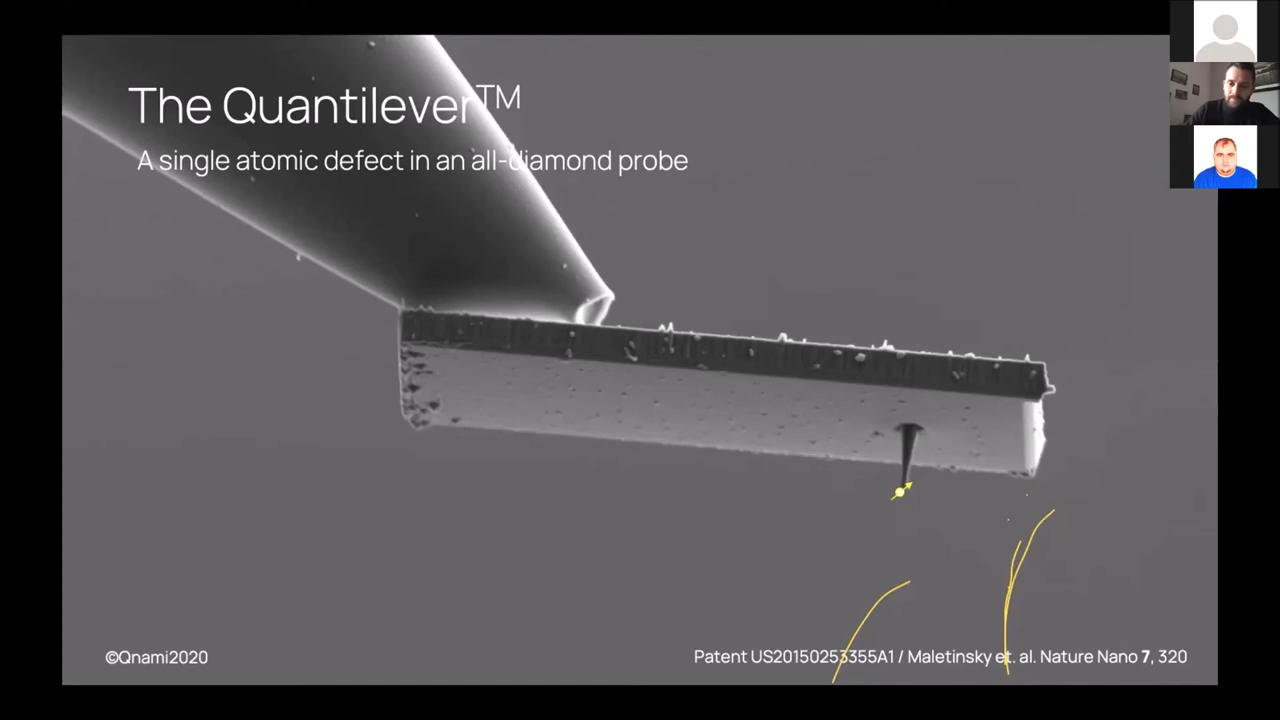 The Quantilever™
A single atomic defect in an all-diamond probe
©Qnami2020
Patent US20150253355A1 / Maletinsky et. al. Nature Nano 7, 320